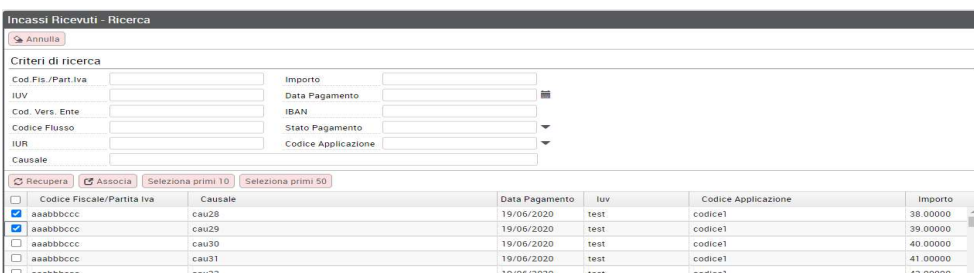 Incassi Ricevuti - Ricerca
Annulla
Criteri di ricerca
Cod.Fis./Part.Iva Importo
IUV Data Pagamento
Cod. Vers. Ente IBAN
Codice Flusso Stato Pagamento
IUR Codice Applicazione
Causale
Recupera Associa Seleziona primi 10 Seleziona primi 50
Codice Fiscale/Partita Iva Causale Data Pagamento Iuv Codice Applicazione Importo
aaabbbccc cau28 19/06/2020 test codice1 38.00000
aaabbbccc cau29 19/06/2020 test codice1 39.00000
aaabbbccc cau30 19/06/2020 test codice1 40.00000
aaabbbccc cau31 19/06/2020 test codice1 41.00000